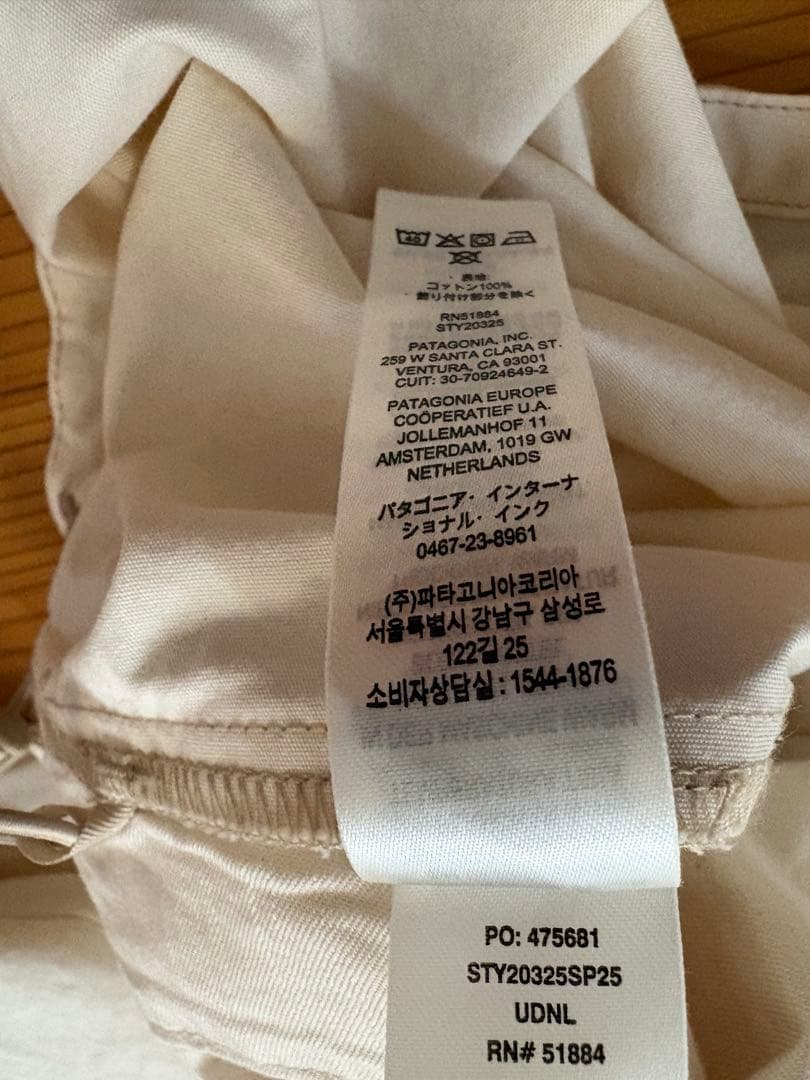 40
・表地:
コットン100%
・飾り付け部分を除く
RN51884
STY20325
PATAGONIA, INC.
259 W SANTA CLARA ST.
VENTURA, CA 93001
CUIT: 30-70924649-2
PATAGONIA EUROPE
COÖPERATIEF U.A.
JOLLEMANHOF 11
AMSTERDAM, 1019 GW
NETHERLANDS
パタゴニア・インターナ
ショナル・インク
0467-23-8961
(주)파타고니아코리아
서울특별시 강남구 삼성로
122길 25
소비자상담실 : 1544-1876
PO: 475681
STY20325SP25
UDNL
RN# 51884